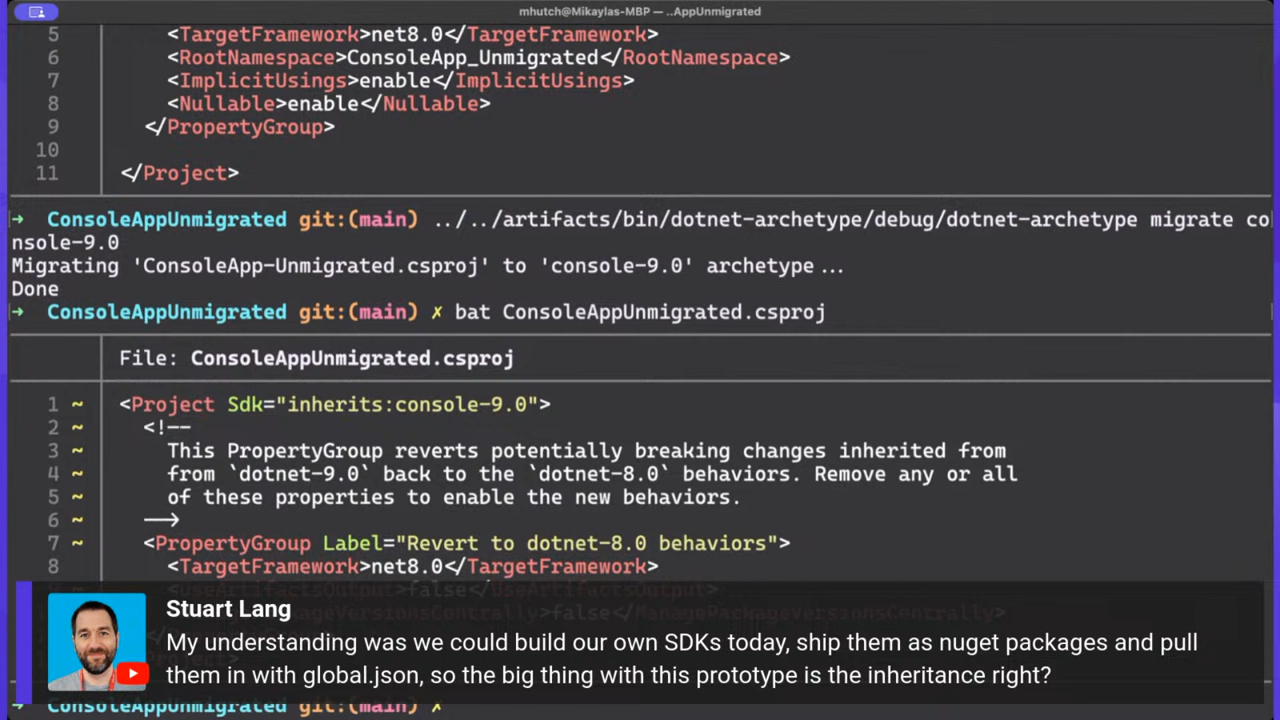 mhutch@Mikaylas-MBP — ..AppUnmigrated
5 <TargetFramework>net8.0</TargetFramework>
6 <RootNamespace>ConsoleApp_Unmigrated</RootNamespace>
7 <ImplicitUsings>enable</ImplicitUsings>
8 <Nullable>enable</Nullable>
9 </PropertyGroup>
10
11 </Project>
→ ConsoleAppUnmigrated git:(main) ../../artifacts/bin/dotnet-archetype/debug/dotnet-archetype migrate co
nsole-9.0
Migrating 'ConsoleApp-Unmigrated.csproj' to 'console-9.0' archetype...
Done
→ ConsoleAppUnmigrated git:(main) ✗ bat ConsoleAppUnmigrated.csproj
File: ConsoleAppUnmigrated.csproj
1 ~ <Project Sdk="inherits:console-9.0">
2 ~ <!--
3 ~ This PropertyGroup reverts potentially breaking changes inherited from
4 ~ from `dotnet-9.0` back to the `dotnet-8.0` behaviors. Remove any or all
5 ~ of these properties to enable the new behaviors.
6 ~ -->
7 ~ <PropertyGroup Label="Revert to dotnet-8.0 behaviors">
8 <TargetFramework>net8.0</TargetFramework>
<UseArtifactsOutput>false</UseArtifactsOutput>
Stuart Lang
My understanding was we could build our own SDKs today, ship them as nuget packages and pull
them in with global.json, so the big thing with this prototype is the inheritance right?
→ ConsoleAppUnmigrated git:(main) ✗